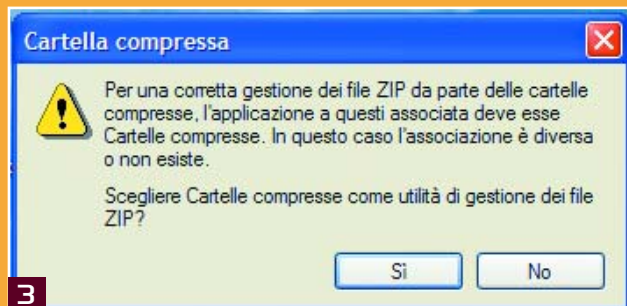 Cartella compressa
Per una corretta gestione dei file ZIP da parte delle cartelle
compresse, l'applicazione a questi associata deve esse
Cartelle compresse. In questo caso l'associazione è diversa
o non esiste.
Scegliere Cartelle compresse come utilità di gestione dei file
ZIP?
Sì
No
3